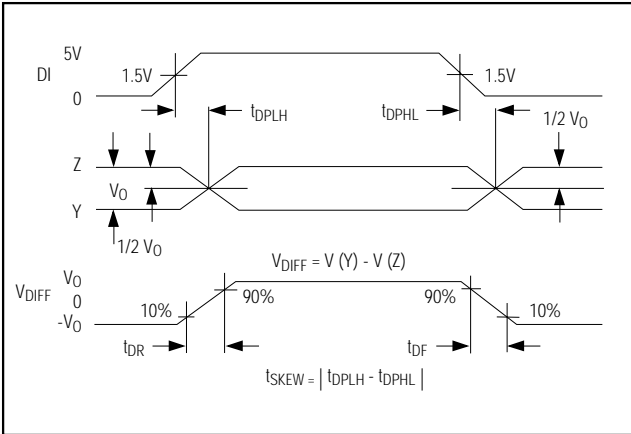 5V
DI
1.5V
1.5V
0
tDPLH
tDPHL
1/2 VO
Z
VO
Y
1/2 VO
VDIFF = V (Y) - V (Z)
VO
VDIFF
0
90%
90%
10%
10%
-VO
tDR
tDF
tSKEW = | tDPLH - tDPHL |